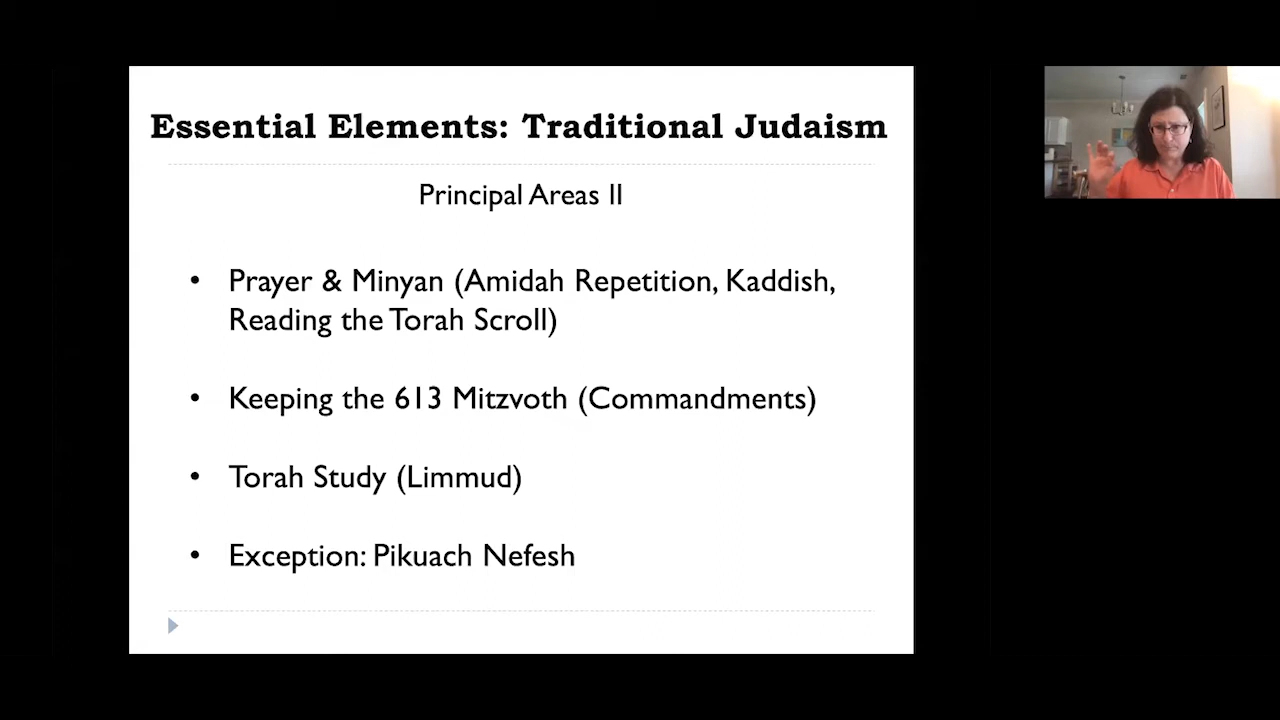 Essential Elements: Traditional Judaism
Principal Areas II
• Prayer & Minyan (Amidah Repetition, Kaddish,
Reading the Torah Scroll)
• Keeping the 613 Mitzvoth (Commandments)
• Torah Study (Limmud)
• Exception: Pikuach Nefesh